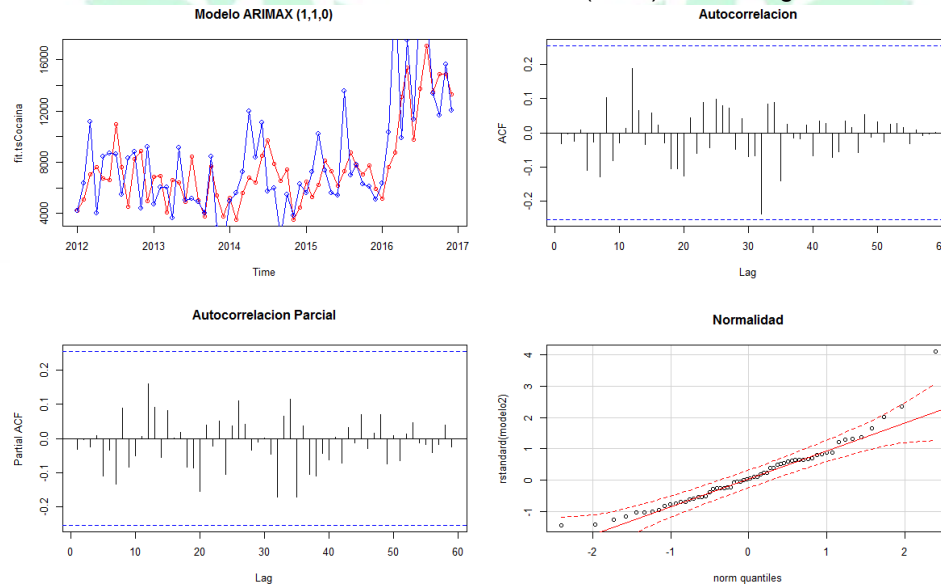 Modelo ARIMAX (1,1,0)
fit.tsCocaina
4000 8000 12000 16000
2012 2013 2014 2015 2016 2017
Time
Autocorrelacion
ACF
-0.2 -0.1 0.0 0.1 0.2
0 10 20 30 40 50 60
Lag
Autocorrelacion Parcial
Partial ACF
-0.2 -0.1 0.0 0.1 0.2
0 10 20 30 40 50 60
Lag
Normalidad
rstandard(modelo2)
-1 0 1 2 3 4
-2 -1 0 1 2
norm quantiles